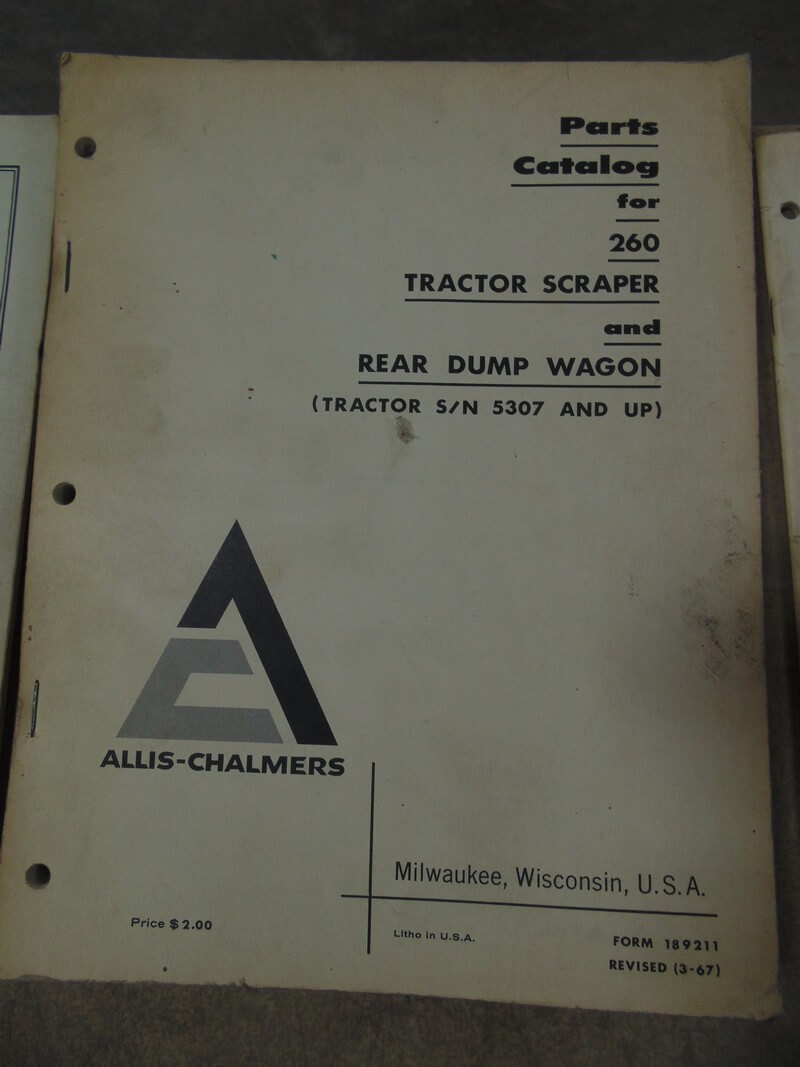 Parts
Catalog
for
260
TRACTOR SCRAPER
and
REAR DUMP WAGON
(TRACTOR S/N 5307 AND UP)
ALLIS-CHALMERS
Milwaukee, Wisconsin, U.S.A.
Price $2.00
Litho in U.S.A.
FORM 189211
REVISED (3-67)